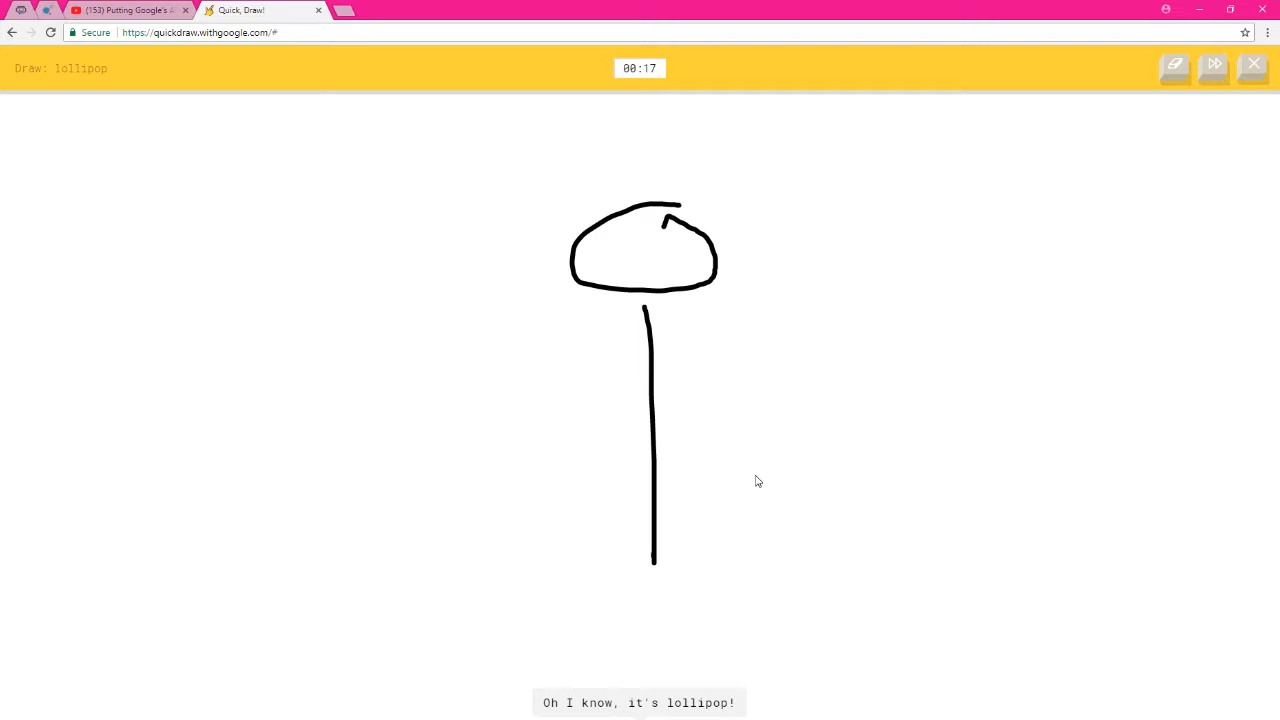 (153) Putting Google's A
Quick, Draw!
Secure
https://quickdraw.withgoogle.com/#
Draw: lollipop
00:17
Oh I know, it's lollipop!